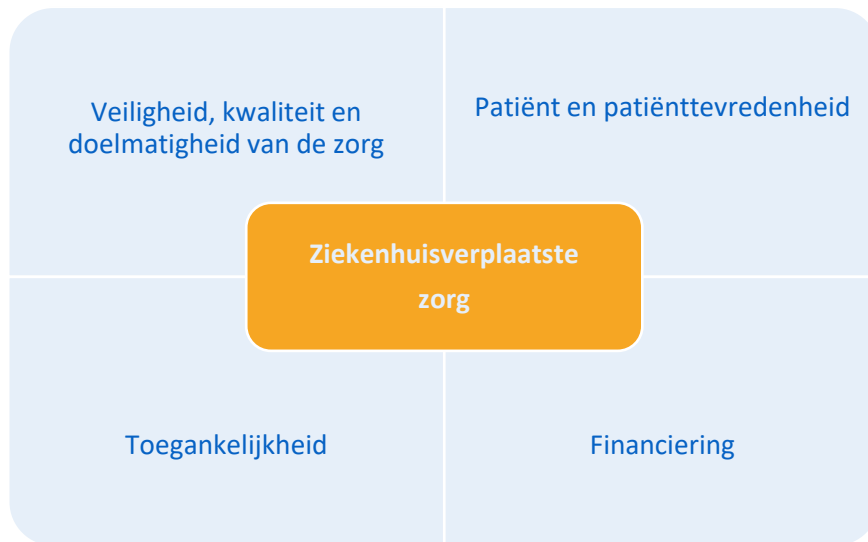 Veiligheid, kwaliteit en
doelmatigheid van de zorg
Patiënt en patiënttevredenheid
Ziekenhuisverplaatste
zorg
Toegankelijkheid
Financiering